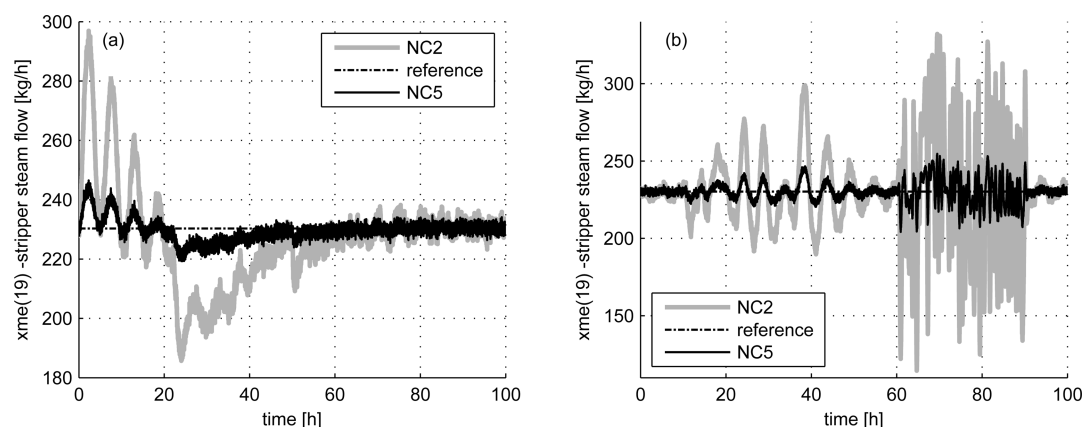 (a)
NC2
reference
NC5
300
280
260
240
220
200
180
xme(19) -stripper steam flow [kg/h]
0 20 40 60 80 100
time [h]
(b)
NC2
reference
NC5
300
250
200
150
xme(19) -stripper steam flow [kg/h]
0 20 40 60 80 100
time [h]